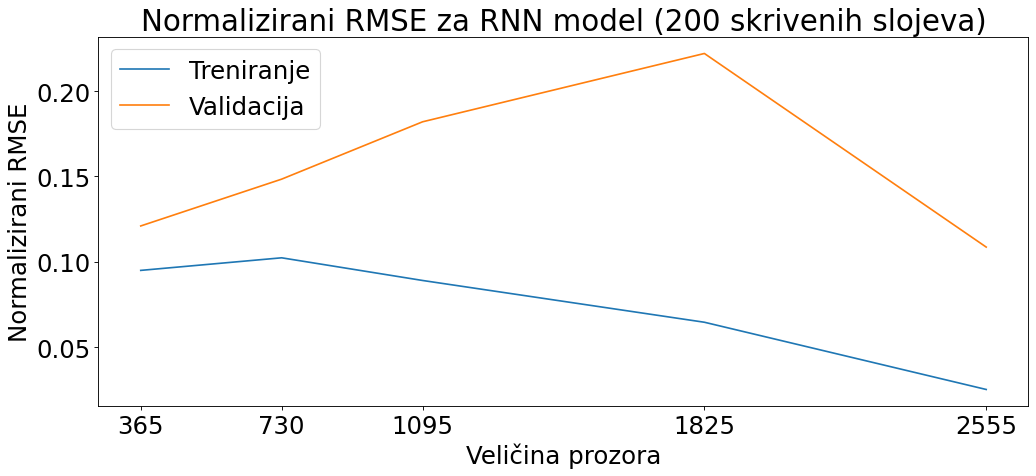 Normalizirani RMSE za RNN model (200 skrivenih slojeva)
Treniranje
Validacija
Normalizirani RMSE
0.20
0.15
0.10
0.05
365 730 1095 1825 2555
Veličina prozora